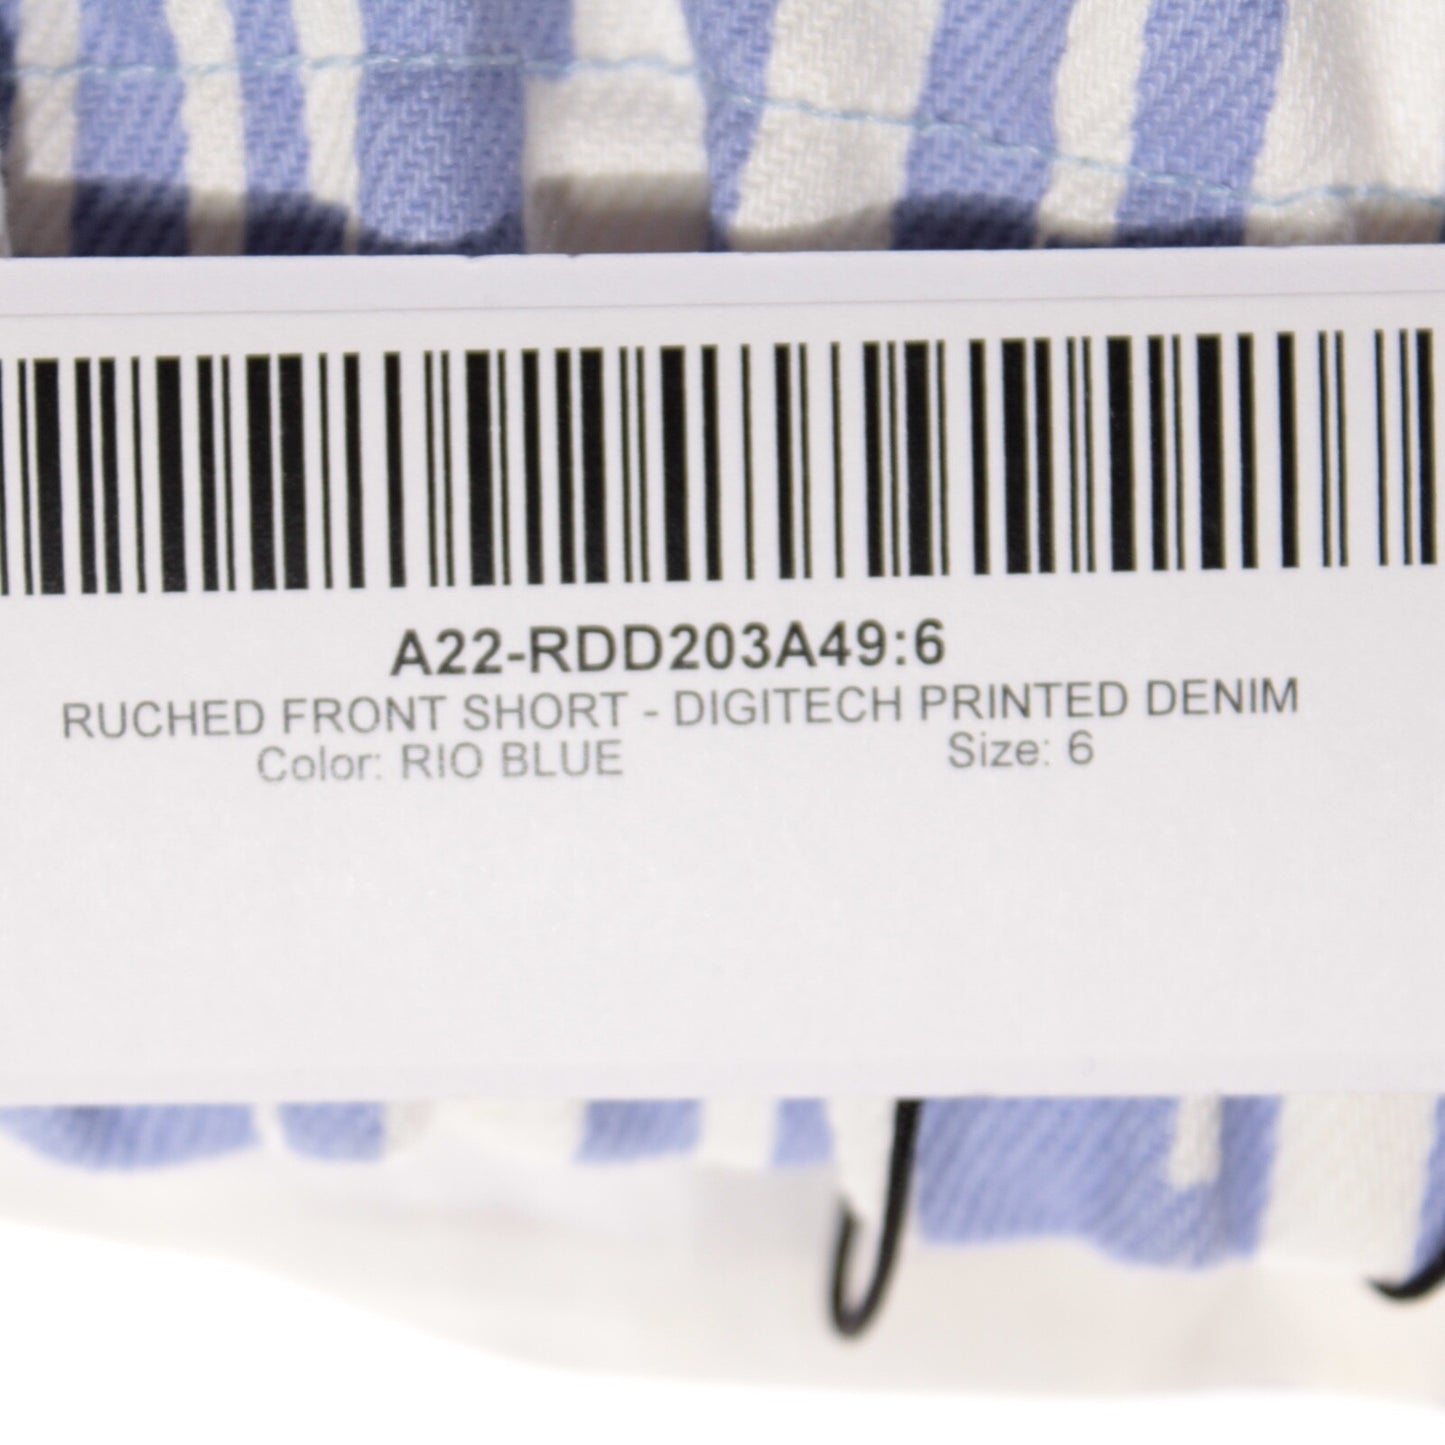 A22-RDD203A49:6
RUCHED FRONT SHORT - DIGITECH PRINTED DENIM
Color: RIO BLUE Size: 6